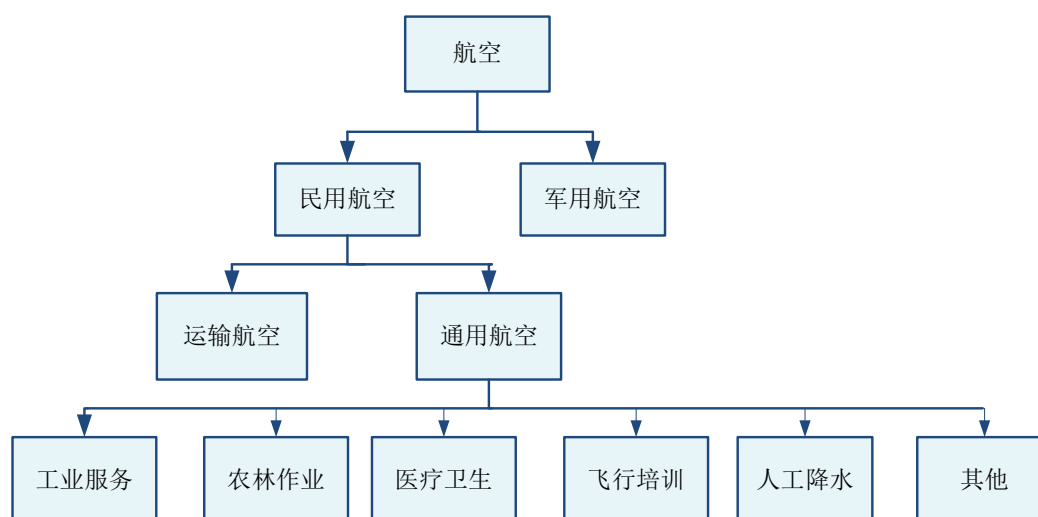 航空
民用航空
军用航空
运输航空
通用航空
工业服务
农林作业
医疗卫生
飞行培训
人工降水
其他